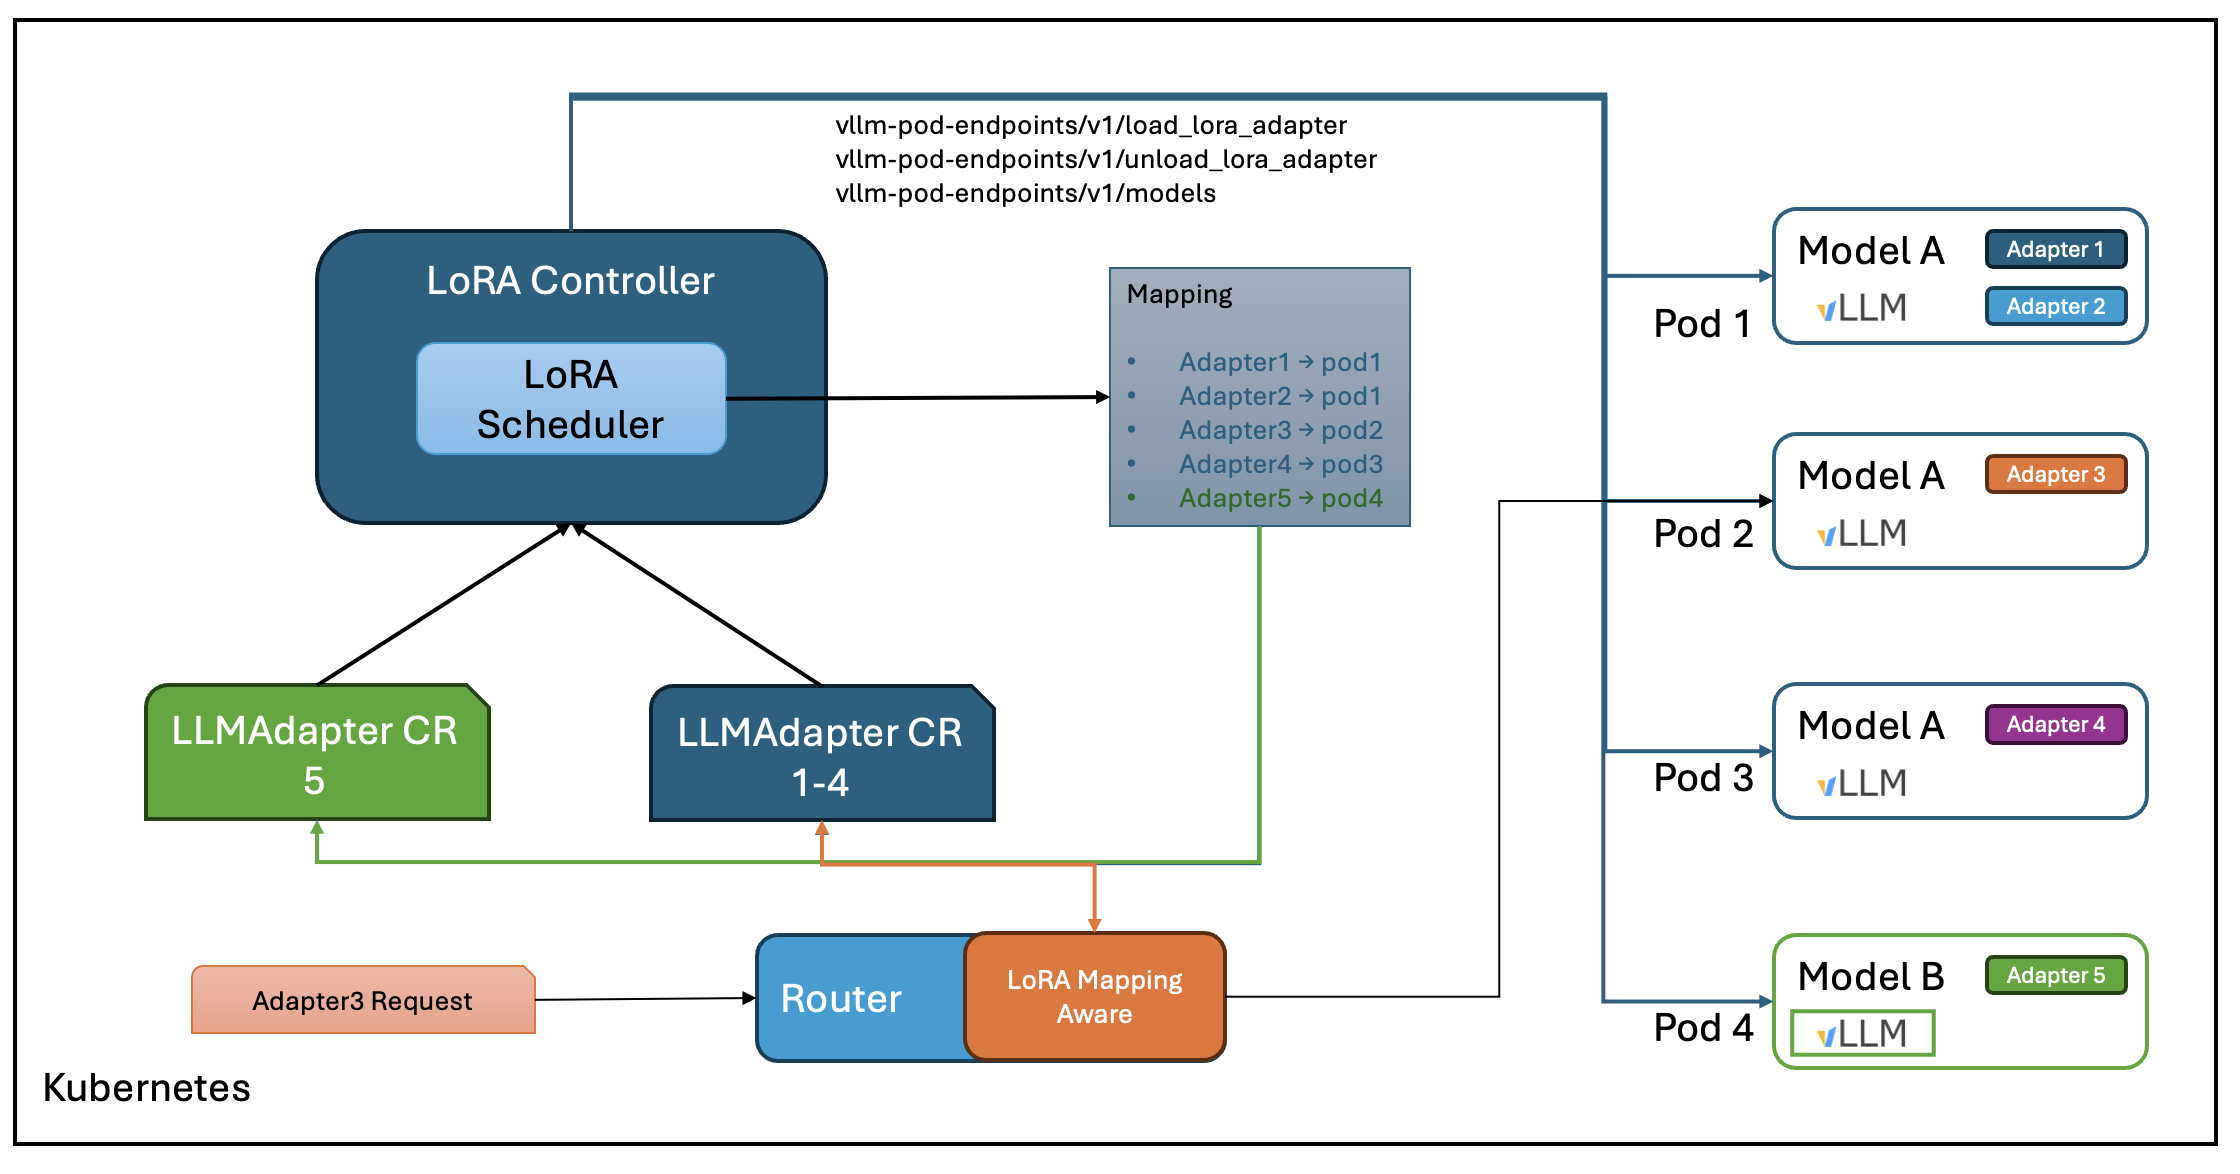 vllm-pod-endpoints/v1/load_lora_adapter
vllm-pod-endpoints/v1/unload_lora_adapter
vllm-pod-endpoints/v1/models
LoRA Controller
LoRA
Scheduler
Mapping
• Adapter1 → pod1
• Adapter2 → pod1
• Adapter3 → pod2
• Adapter4 → pod3
• Adapter5 → pod4
Model A
Adapter 1
vLLM
Adapter 2
Pod 1
Model A
Adapter 3
vLLM
Pod 2
Model A
Adapter 4
vLLM
Pod 3
Model B
Adapter 5
vLLM
Pod 4
LLMAdapter CR
5
LLMAdapter CR
1-4
Adapter3 Request
Router
LoRA Mapping
Aware
Kubernetes